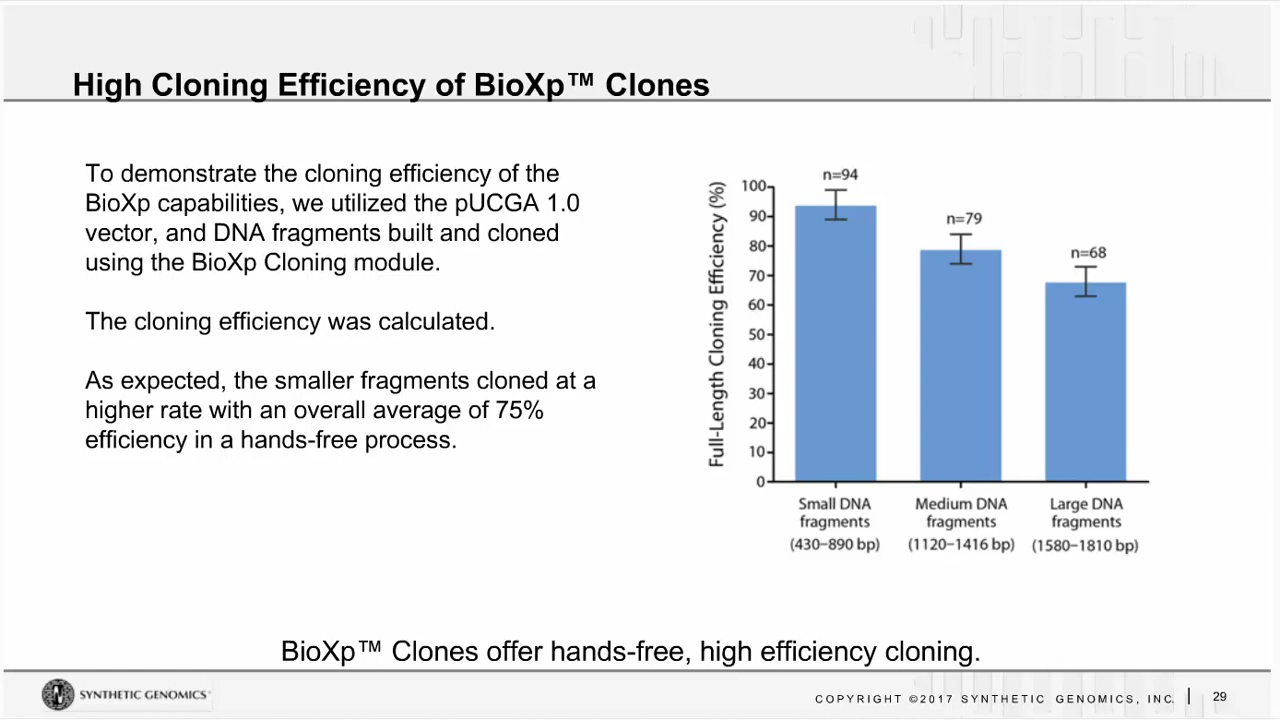 High Cloning Efficiency of BioXp™ Clones
To demonstrate the cloning efficiency of the
BioXp capabilities, we utilized the pUCGA 1.0
vector, and DNA fragments built and cloned
using the BioXp Cloning module.
The cloning efficiency was calculated.
As expected, the smaller fragments cloned at a
higher rate with an overall average of 75%
efficiency in a hands-free process.
Full-Length Cloning Efficiency (%)
100
90
80
70
60
50
40
30
20
10
0
n=94
n=79
n=68
Small DNA
fragments
(430–890 bp)
Medium DNA
fragments
(1120–1416 bp)
Large DNA
fragments
(1580–1810 bp)
BioXp™ Clones offer hands-free, high efficiency cloning.
SYNTHETIC GENOMICS®
COPYRIGHT ©2017 SYNTHETIC GENOMICS, INC. | 29